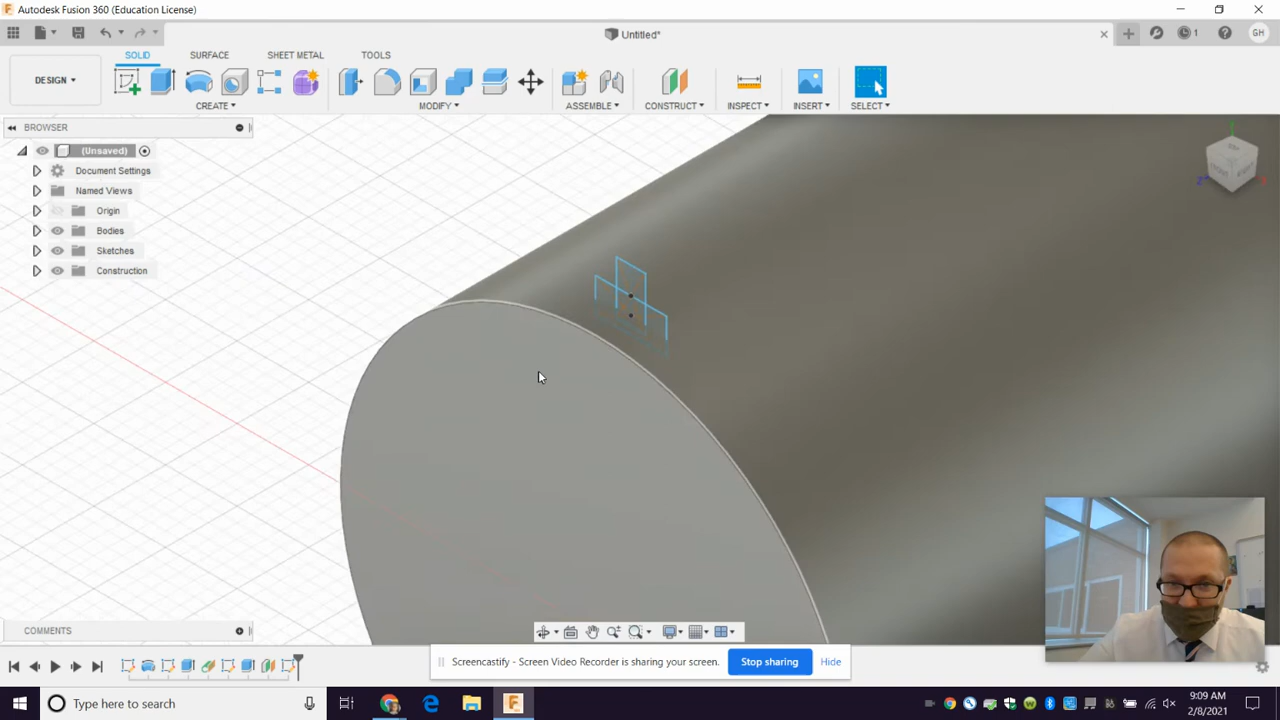 Autodesk Fusion 360 (Education License)
Untitled*
1
GH
SOLID SURFACE SHEET METAL TOOLS
DESIGN
CREATE MODIFY ASSEMBLE CONSTRUCT INSPECT INSERT SELECT
BROWSER
(Unsaved)
Document Settings
Named Views
Origin
Bodies
Sketches
Construction
COMMENTS
Screencastify - Screen Video Recorder is sharing your screen. Stop sharing Hide
Type here to search
9:09 AM
2/8/2021